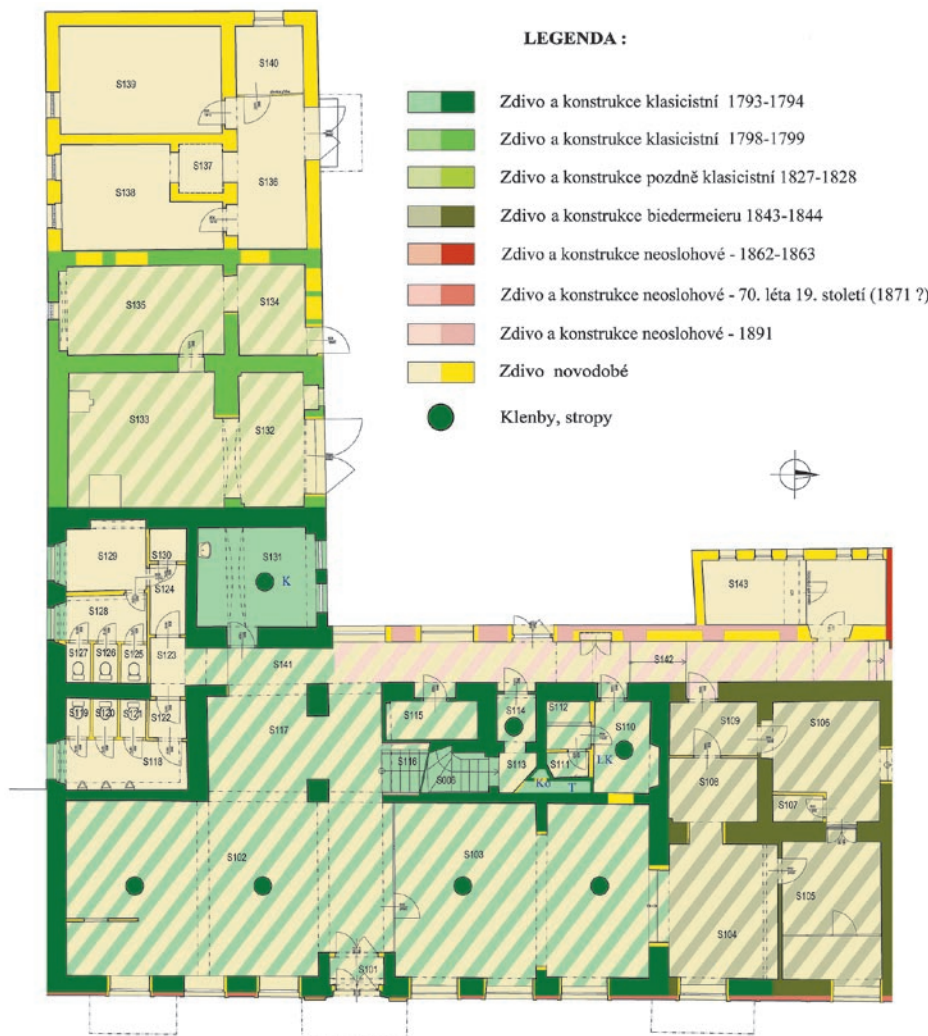 LEGENDA :
Zdivo a konstrukce klasicistní 1793-1794
Zdivo a konstrukce klasicistní 1798-1799
Zdivo a konstrukce pozdně klasicistní 1827-1828
Zdivo a konstrukce biedermeieru 1843-1844
Zdivo a konstrukce neoslohové - 1862-1863
Zdivo a konstrukce neoslohové - 70. léta 19. století (1871 ?)
Zdivo a konstrukce neoslohové - 1891
Zdivo novodobé
Klenby, stropy
S139
S140
S137
S138
S136
S135
S134
S133
S132
S129
S130
S131
K
S124
S128
S127
S126
S125
S123
S141
S143
S142
S119
S120
S121
S122
S118
S117
S115
S114
S112
S110
S116
S113
S111
LK
Ko
T
S109
S106
S108
S107
S102
S103
S104
S105
S101